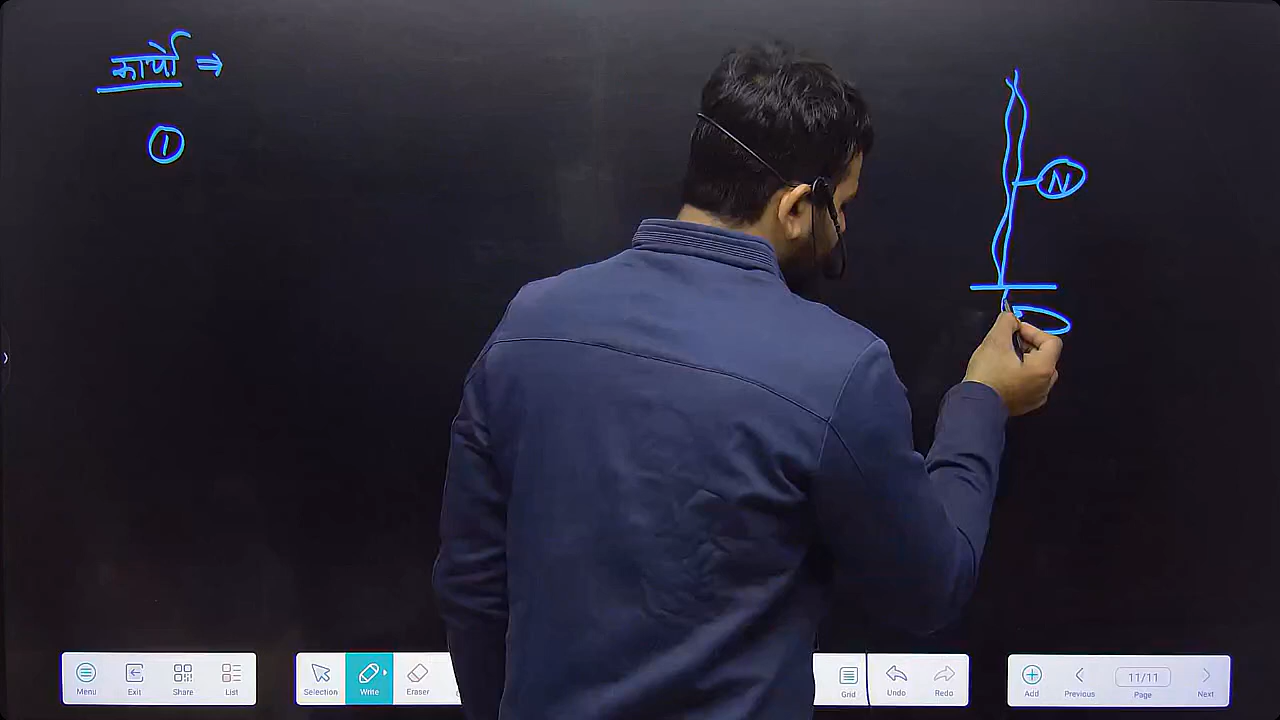 कार्यो ⇒
①
N
Menu
Exit
Share
List
Selection
Write
Eraser
Grid
Undo
Redo
Add
Previous
11/11
Page
Next